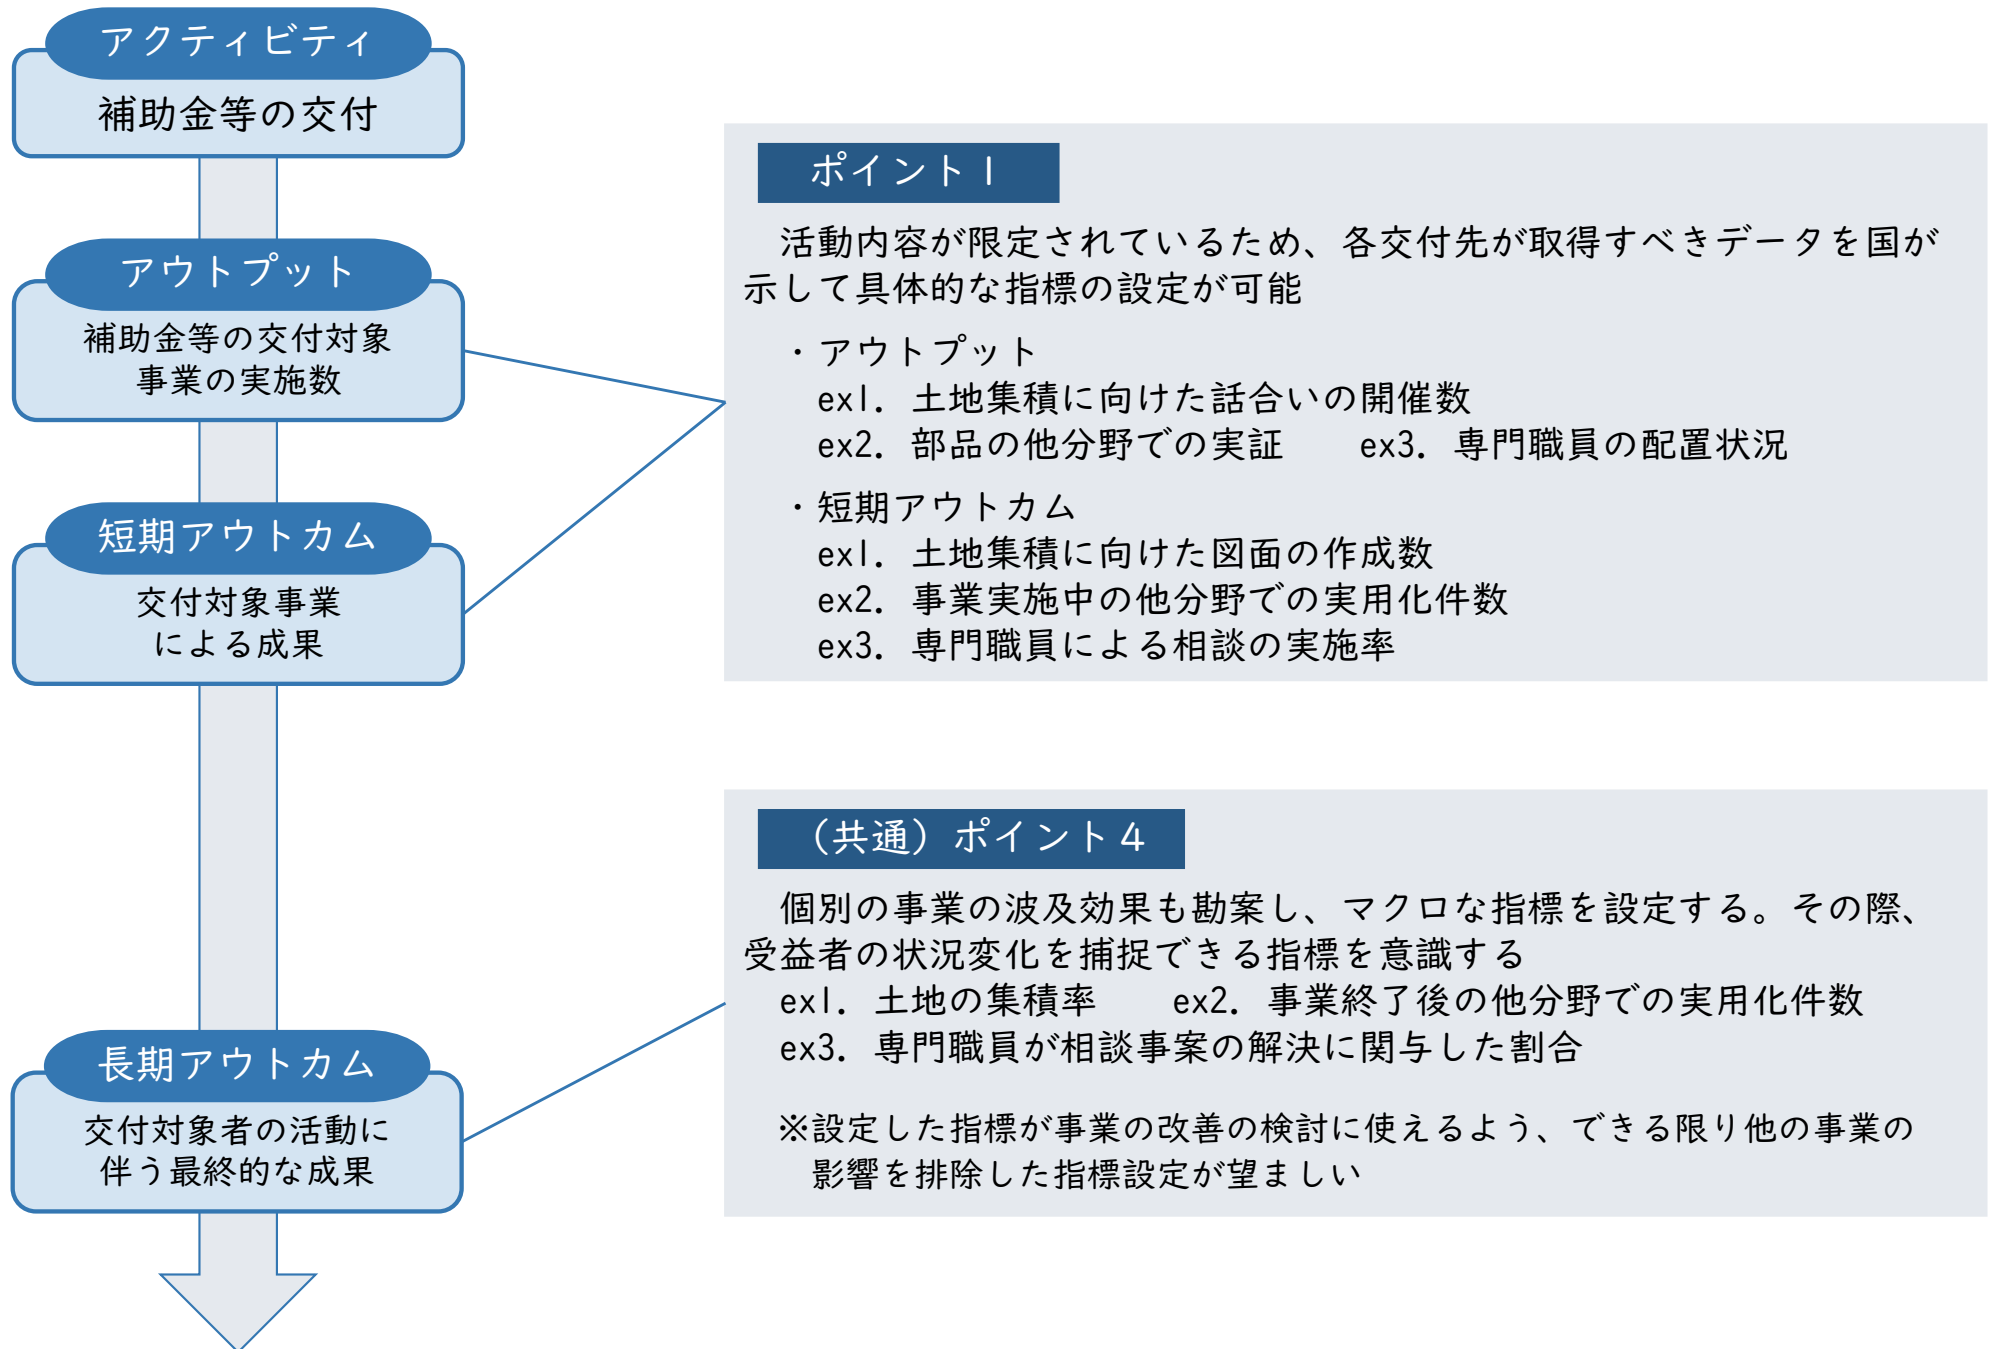 アクティビティ
補助金等の交付
アウトプット
補助金等の交付対象
事業の実施数
短期アウトカム
交付対象事業
による成果
長期アウトカム
交付対象者の活動に
伴う最終的な成果
ポイント1
活動内容が限定されているため、各交付先が取得すべきデータを国が
示して具体的な指標の設定が可能
・アウトプット
ex1. 土地集積に向けた話合いの開催数
ex2. 部品の他分野での実証　　ex3. 専門職員の配置状況
・短期アウトカム
ex1. 土地集積に向けた図面の作成数
ex2. 事業実施中の他分野での実用化件数
ex3. 専門職員による相談の実施率
（共通）ポイント4
個別の事業の波及効果も勘案し、マクロな指標を設定する。その際、
受益者の状況変化を捕捉できる指標を意識する
ex1. 土地の集積率　　ex2. 事業終了後の他分野での実用化件数
ex3. 専門職員が相談事案の解決に関与した割合
※設定した指標が事業の改善の検討に使えるよう、できる限り他の事業の
影響を排除した指標設定が望ましい